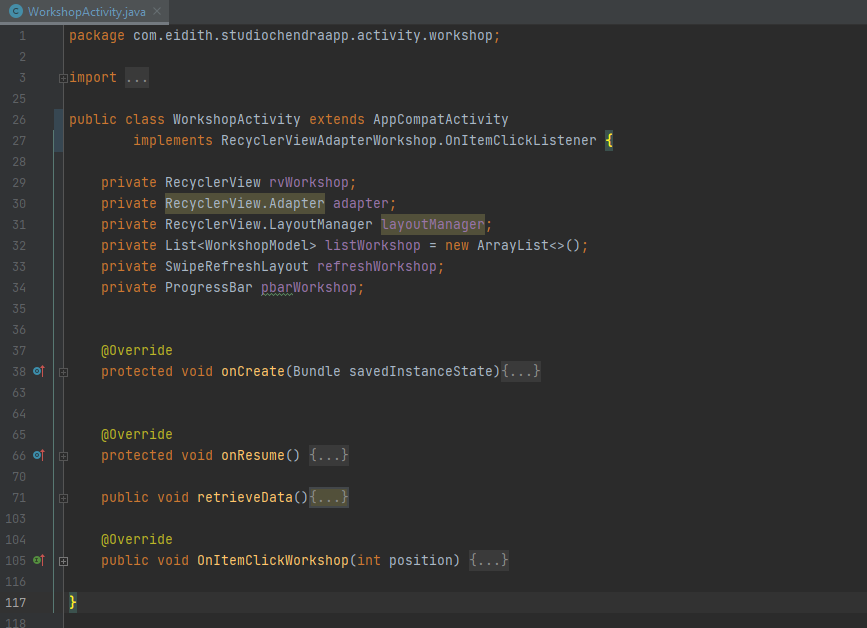 WorkshopActivity.java
1 package com.eidith.studiochendraapp.activity.workshop;
2
3 import ...
25
26 public class WorkshopActivity extends AppCompatActivity
27 implements RecyclerViewAdapterWorkshop.OnItemClickListener {
28
29 private RecyclerView rvWorkshop;
30 private RecyclerView.Adapter adapter;
31 private RecyclerView.LayoutManager layoutManager;
32 private List<WorkshopModel> listWorkshop = new ArrayList<>();
33 private SwipeRefreshLayout refreshWorkshop;
34 private ProgressBar pbarWorkshop;
35
36
37 @Override
38 protected void onCreate(Bundle savedInstanceState){...}
63
64
65 @Override
66 protected void onResume() {...}
70
71 public void retrieveData(){...}
103
104 @Override
105 public void OnItemClickWorkshop(int position) {...}
116
117 }
118